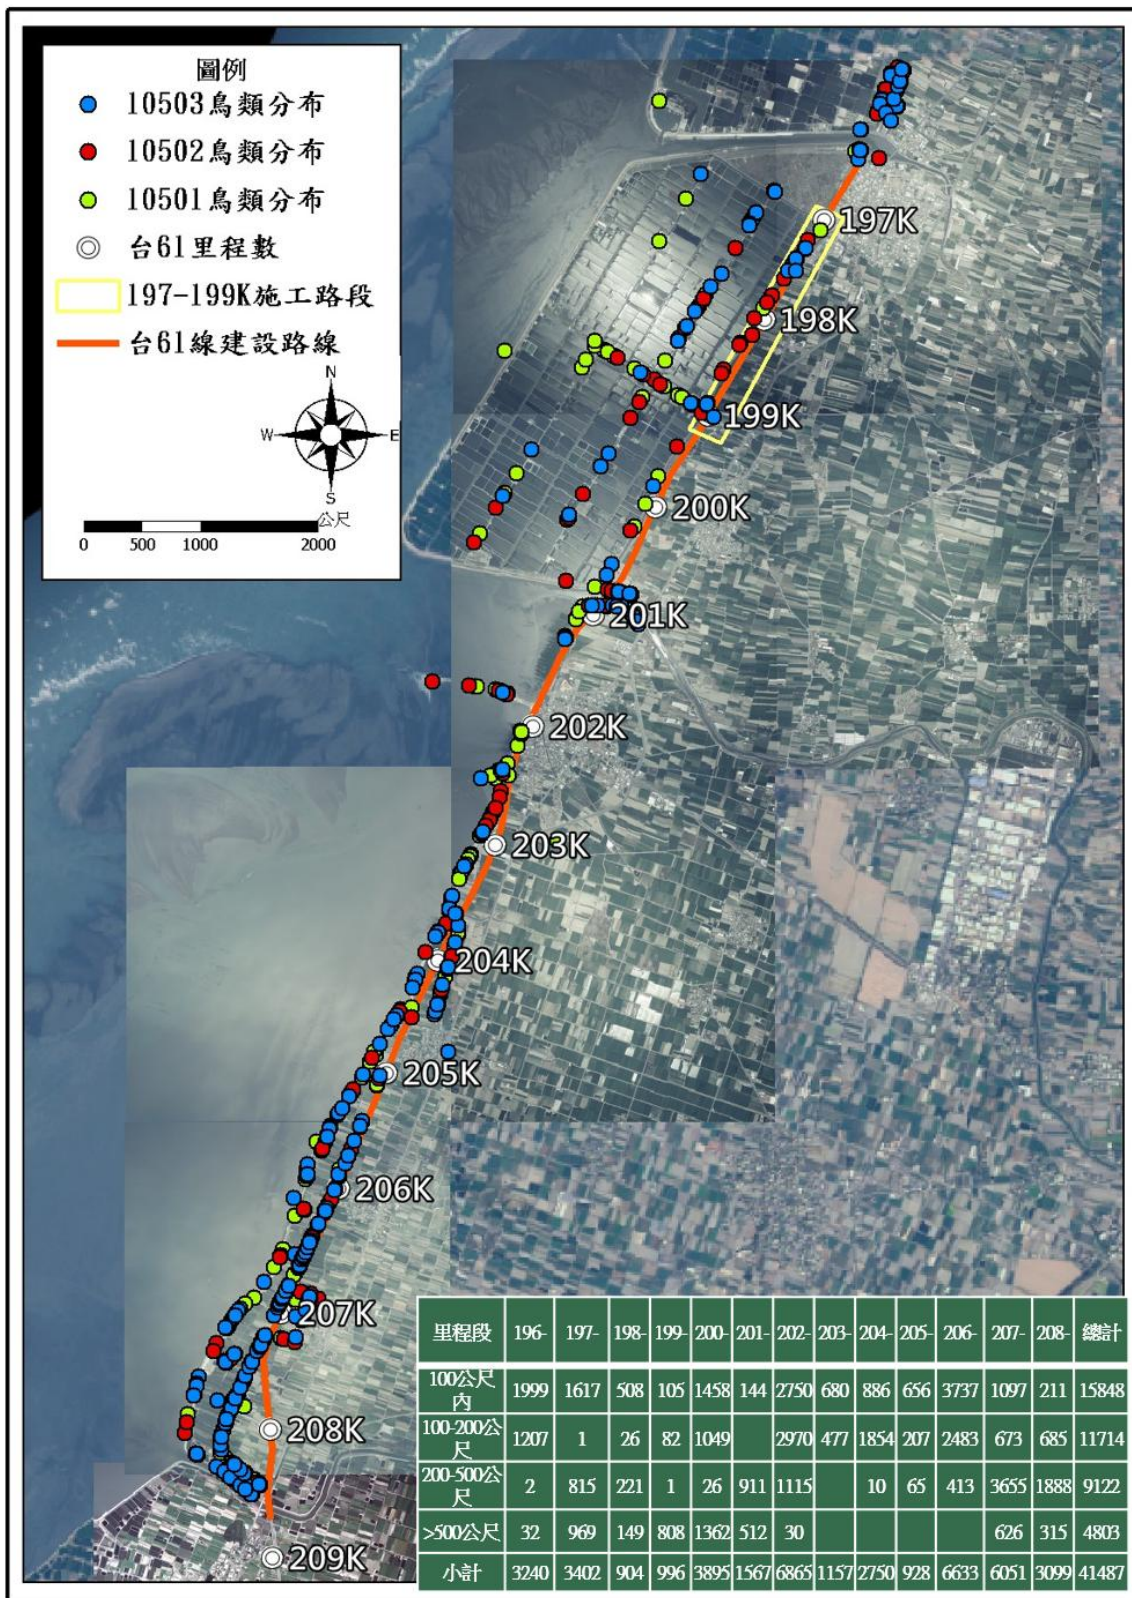 圖例
10503鳥類分布
10502鳥類分布
10501鳥類分布
台61里程數
197-199K施工路段
台61線建設路線
N
W E
S
公尺
0 500 1000 2000
197K
198K
199K
200K
201K
202K
203K
204K
205K
206K
207K
208K
209K
里程段 196- 197- 198- 199- 200- 201- 202- 203- 204- 205- 206- 207- 208- 總計
100公尺內 1999 1617 508 105 1458 144 2750 680 886 656 3737 1097 211 15848
100-200公尺 1207 1 26 82 1049 2970 477 1854 207 2483 673 685 11714
200-500公尺 2 815 221 1 26 911 1115 10 65 413 3655 1888 9122
>500公尺 32 969 149 808 1362 512 30 626 315 4803
小計 3240 3402 904 996 3895 1567 6865 1157 2750 928 6633 6051 3099 41487